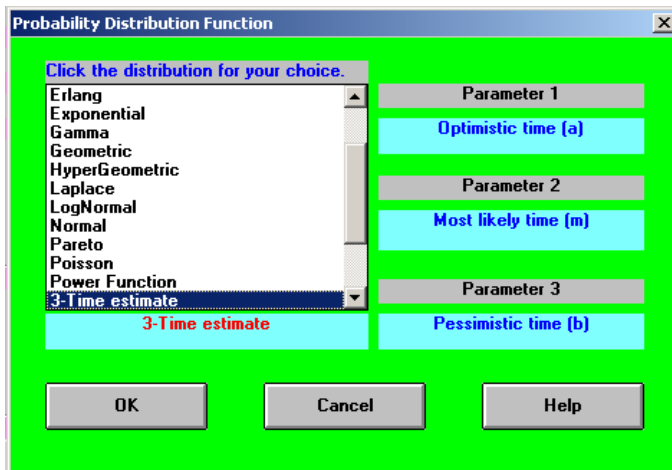 Probability Distribution Function
Click the distribution for your choice.
Erlang
Exponential
Gamma
Geometric
HyperGeometric
Laplace
LogNormal
Normal
Pareto
Poisson
Power Function
3-Time estimate
3-Time estimate
Parameter 1
Optimistic time (a)
Parameter 2
Most likely time (m)
Parameter 3
Pessimistic time (b)
OK
Cancel
Help